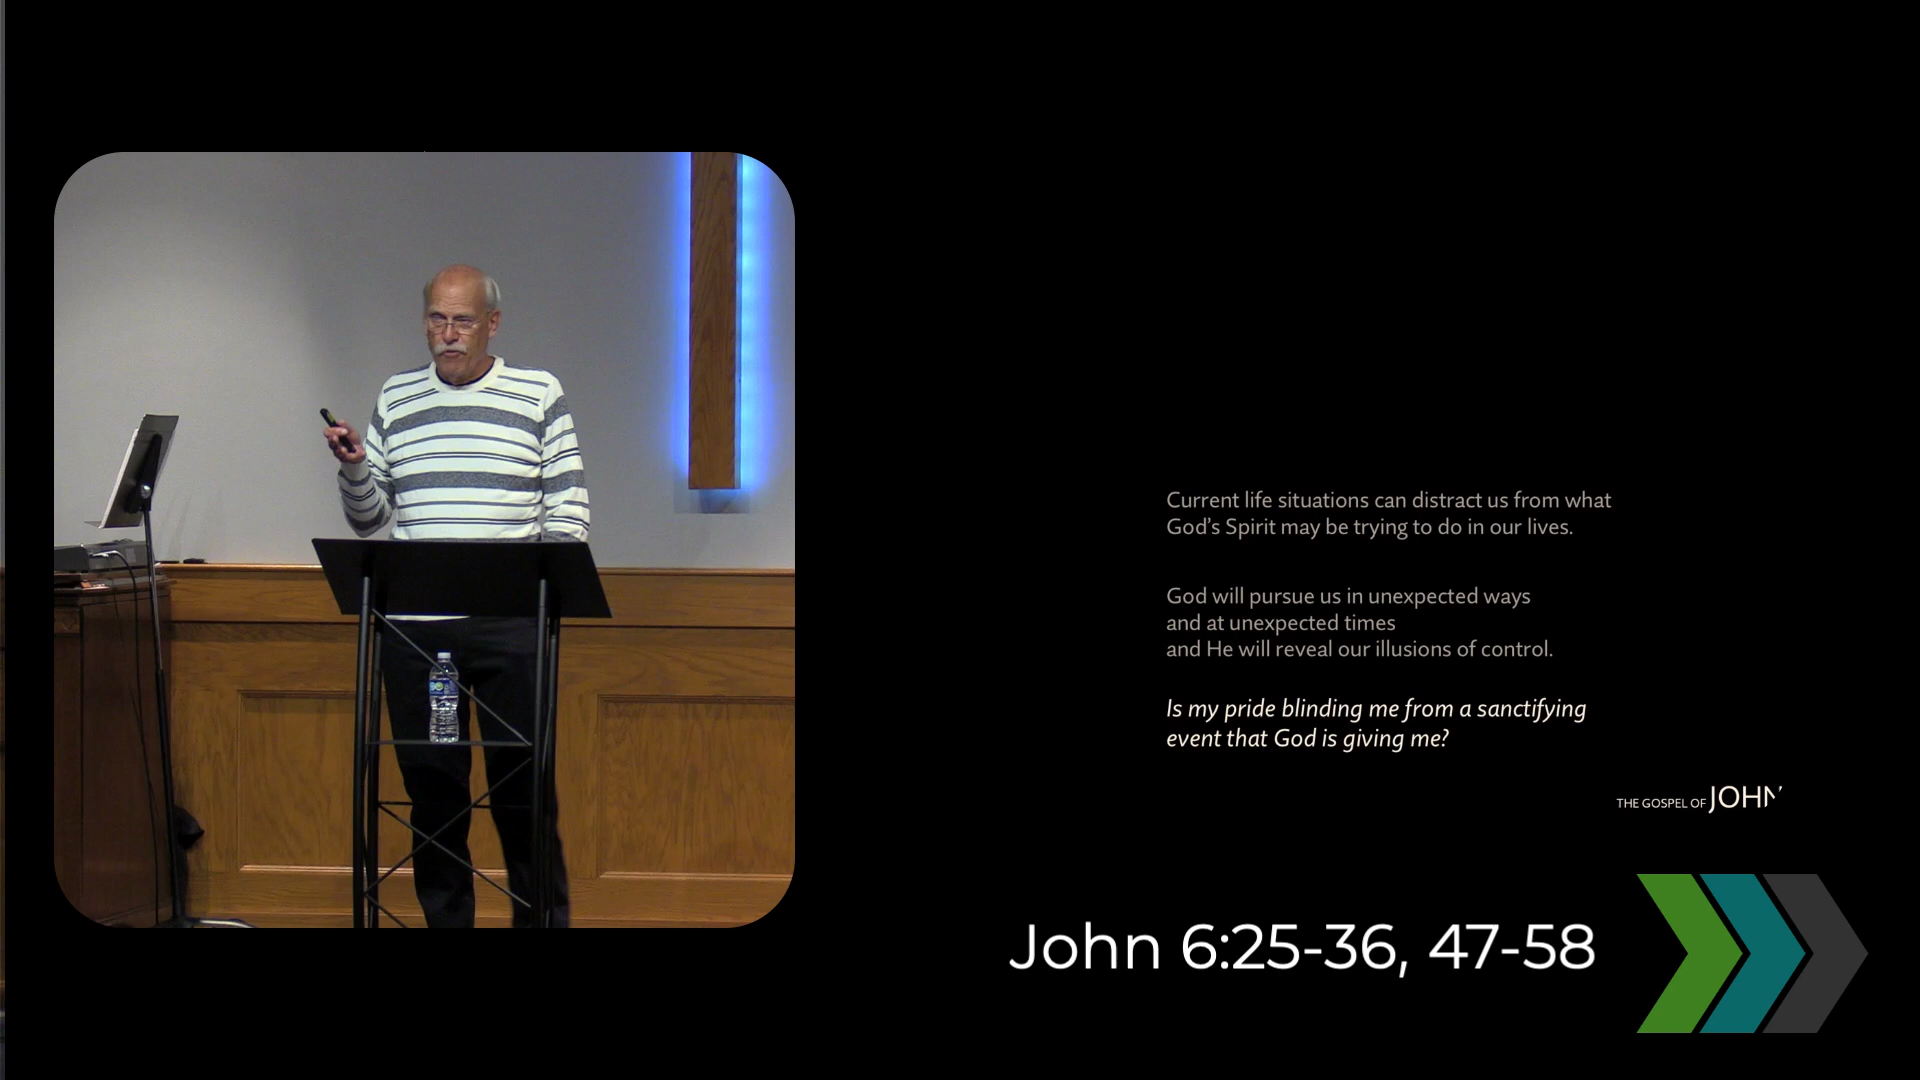 Current life situations can distract us from what
God’s Spirit may be trying to do in our lives.
God will pursue us in unexpected ways
and at unexpected times
and He will reveal our illusions of control.
Is my pride blinding me from a sanctifying
event that God is giving me?
THE GOSPEL OF JOHN
John 6:25-36, 47-58